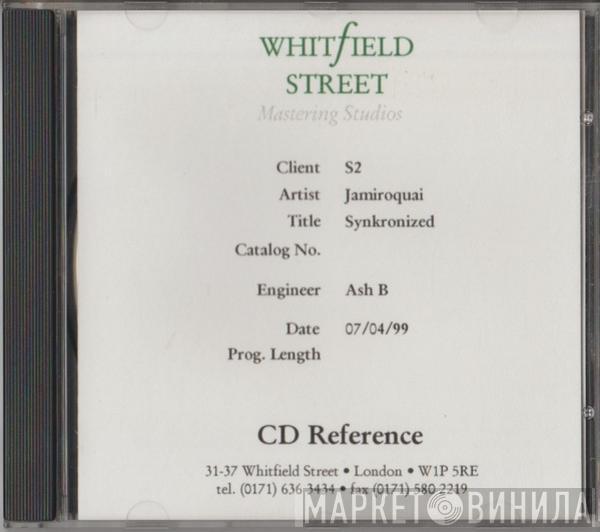 WHITfIELD
STREET
Mastering Studios
Client S2
Artist Jamiroquai
Title Synkronized
Catalog No.
Engineer Ash B
Date 07/04/99
Prog. Length
CD Reference
31-37 Whitfield Street • London • W1P 5RE
tel. (0171) 636 3434 • fax (0171) 580 2219
МАРКЕТ ВИНИЛА